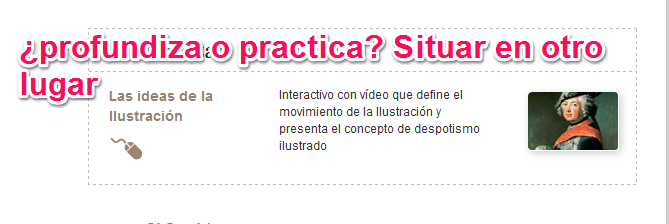 ¿profundiza o practica? Situar en otro
lugar
Las ideas de la
Ilustración
Interactivo con vídeo que define el
movimiento de la Ilustración y
presenta el concepto de despotismo
ilustrado